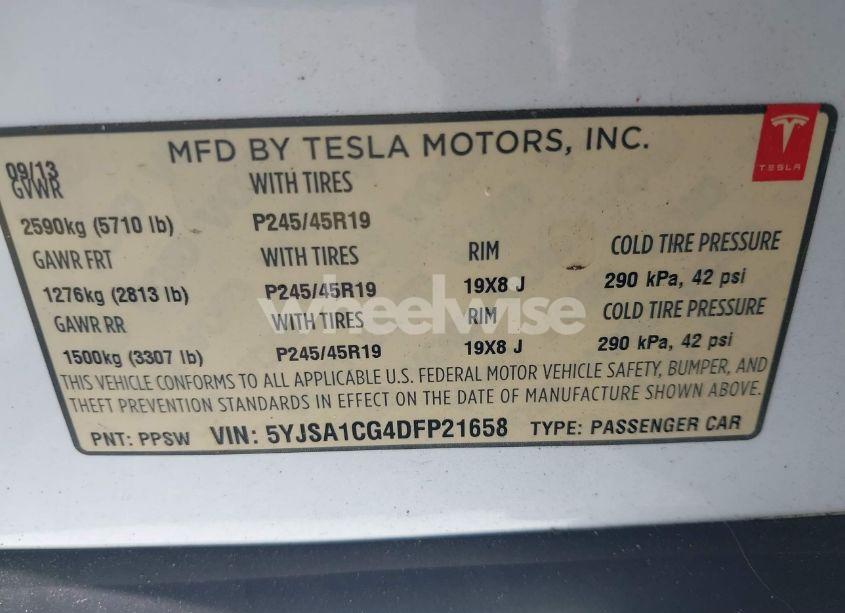 MFD BY TESLA MOTORS, INC.
TESLA
09/13
GVWR WITH TIRES
2590kg (5710 lb) P245/45R19
GAWR FRT WITH TIRES RIM COLD TIRE PRESSURE
1276kg (2813 lb) P245/45R19 19X8 J 290 kPa, 42 psi
GAWR RR WITH TIRES RIM COLD TIRE PRESSURE
1500kg (3307 lb) P245/45R19 19X8 J 290 kPa, 42 psi
THIS VEHICLE CONFORMS TO ALL APPLICABLE U.S. FEDERAL MOTOR VEHICLE SAFETY, BUMPER, AND
THEFT PREVENTION STANDARDS IN EFFECT ON THE DATE OF MANUFACTURE SHOWN ABOVE.
PNT: PPSW VIN: 5YJSA1CG4DFP21658 TYPE: PASSENGER CAR
wheelwise